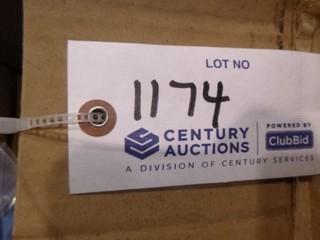 LOT NO
1174
CENTURY
AUCTIONS
POWERED BY
ClubBid
A DIVISION OF CENTURY SERVICES